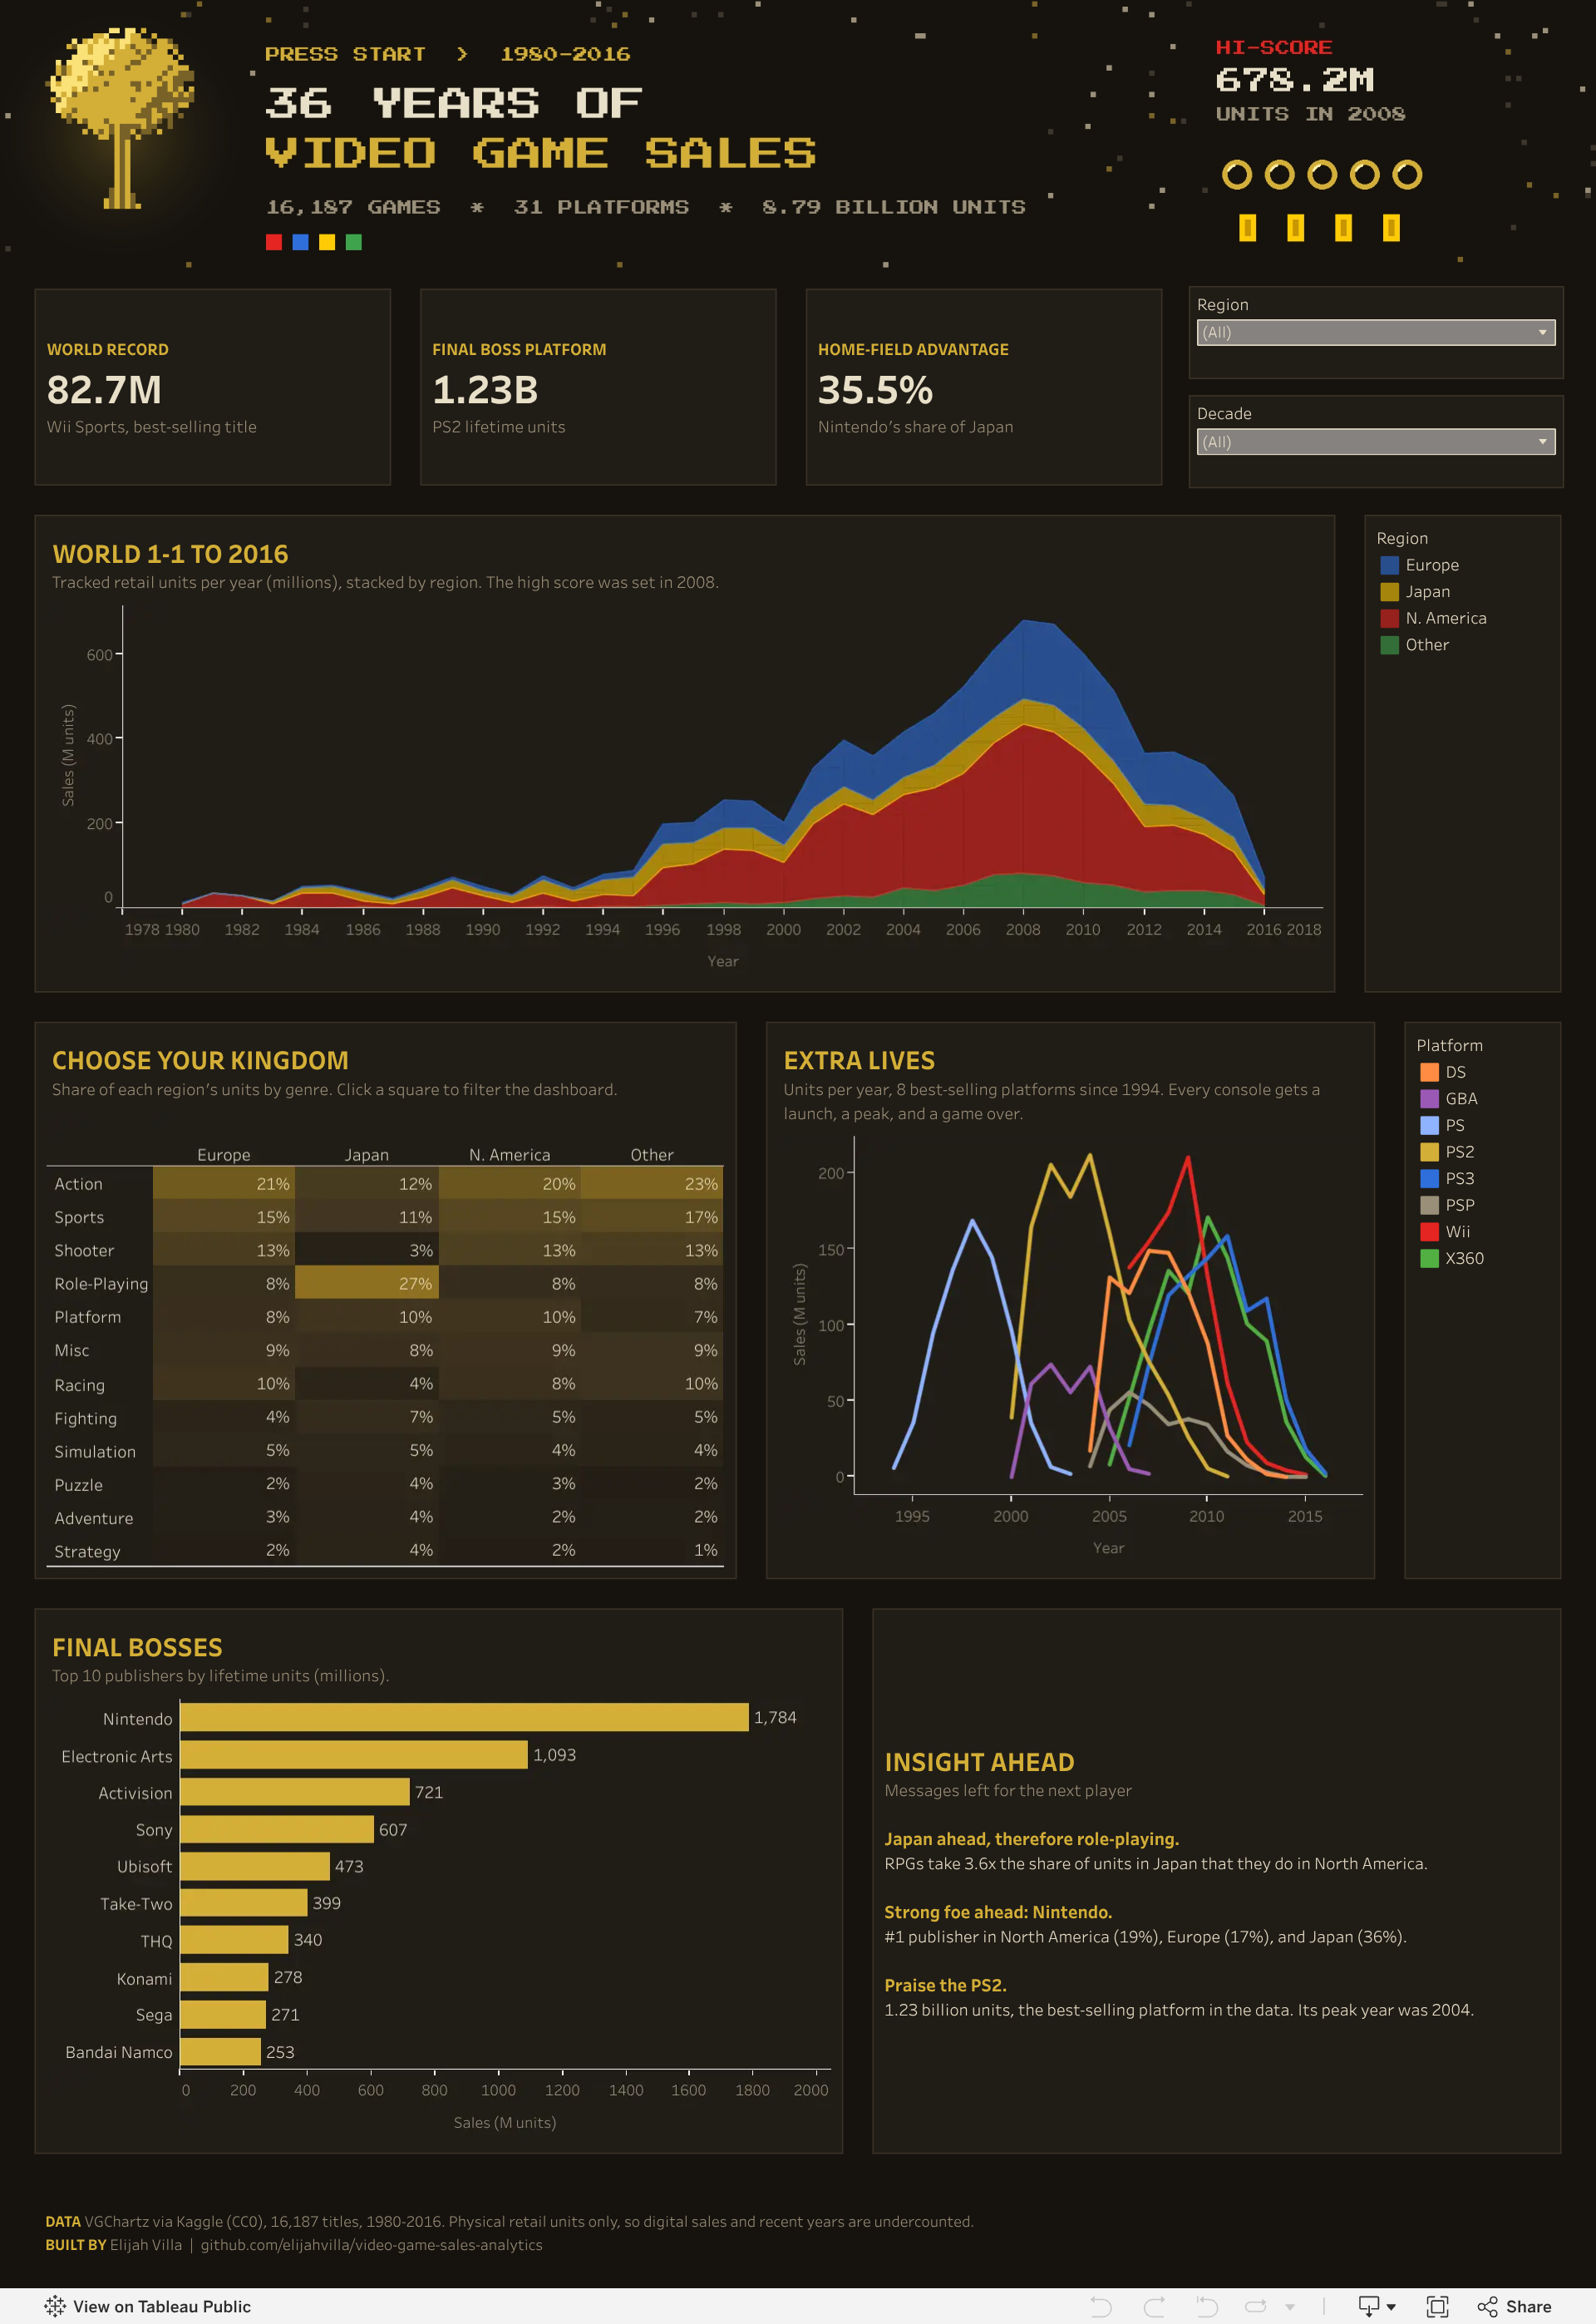 PRESS START > 1980-2016
36 YEARS OF
VIDEO GAME SALES
16,187 GAMES * 31 PLATFORMS * 8.79 BILLION UNITS
HI-SCORE
678.2M
UNITS IN 2008
WORLD RECORD
82.7M
Wii Sports, best-selling title
FINAL BOSS PLATFORM
1.23B
PS2 lifetime units
HOME-FIELD ADVANTAGE
35.5%
Nintendo's share of Japan
Region
(All)
Decade
(All)
WORLD 1-1 TO 2016
Tracked retail units per year (millions), stacked by region. The high score was set in 2008.
Sales (M units)
600
400
200
0
1978 1980 1982 1984 1986 1988 1990 1992 1994 1996 1998 2000 2002 2004 2006 2008 2010 2012 2014 2016 2018
Year
Region
Europe
Japan
N. America
Other
CHOOSE YOUR KINGDOM
Share of each region's units by genre. Click a square to filter the dashboard.
Europe Japan N. America Other
Action 21% 12% 20% 23%
Sports 15% 11% 15% 17%
Shooter 13% 3% 13% 13%
Role-Playing 8% 27% 8% 8%
Platform 8% 10% 10% 7%
Misc 9% 8% 9% 9%
Racing 10% 4% 8% 10%
Fighting 4% 7% 5% 5%
Simulation 5% 5% 4% 4%
Puzzle 2% 4% 3% 2%
Adventure 3% 4% 2% 2%
Strategy 2% 4% 2% 1%
EXTRA LIVES
Units per year, 8 best-selling platforms since 1994. Every console gets a
launch, a peak, and a game over.
Sales (M units)
200
150
100
50
0
1995 2000 2005 2010 2015
Year
Platform
DS
GBA
PS
PS2
PS3
PSP
Wii
X360
FINAL BOSSES
Top 10 publishers by lifetime units (millions).
Nintendo 1,784
Electronic Arts 1,093
Activision 721
Sony 607
Ubisoft 473
Take-Two 399
THQ 340
Konami 278
Sega 271
Bandai Namco 253
0 200 400 600 800 1000 1200 1400 1600 1800 2000
Sales (M units)
INSIGHT AHEAD
Messages left for the next player
Japan ahead, therefore role-playing.
RPGs take 3.6x the share of units in Japan that they do in North America.
Strong foe ahead: Nintendo.
#1 publisher in North America (19%), Europe (17%), and Japan (36%).
Praise the PS2.
1.23 billion units, the best-selling platform in the data. Its peak year was 2004.
DATA VGChartz via Kaggle (CC0), 16,187 titles, 1980-2016. Physical retail units only, so digital sales and recent years are undercounted.
BUILT BY Elijah Villa | github.com/elijahvilla/video-game-sales-analytics
View on Tableau Public
Share